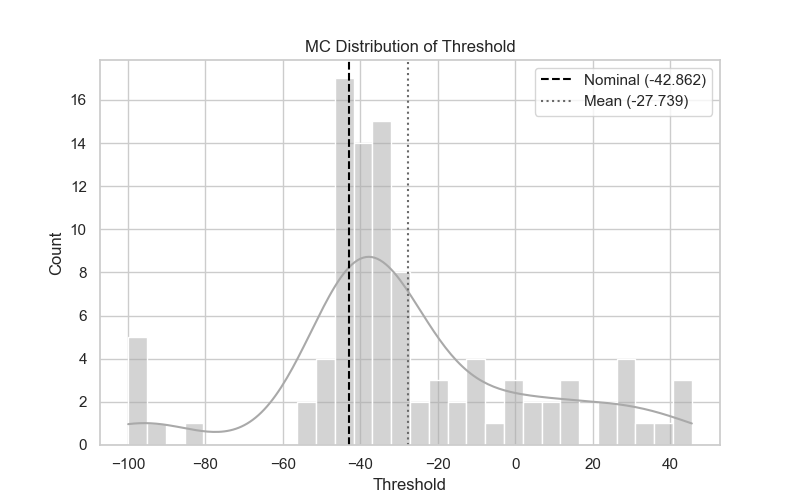 MC Distribution of Threshold
Nominal (-42.862)
Mean (-27.739)
Count
16
14
12
10
8
6
4
2
0
−100 −80 −60 −40 −20 0 20 40
Threshold